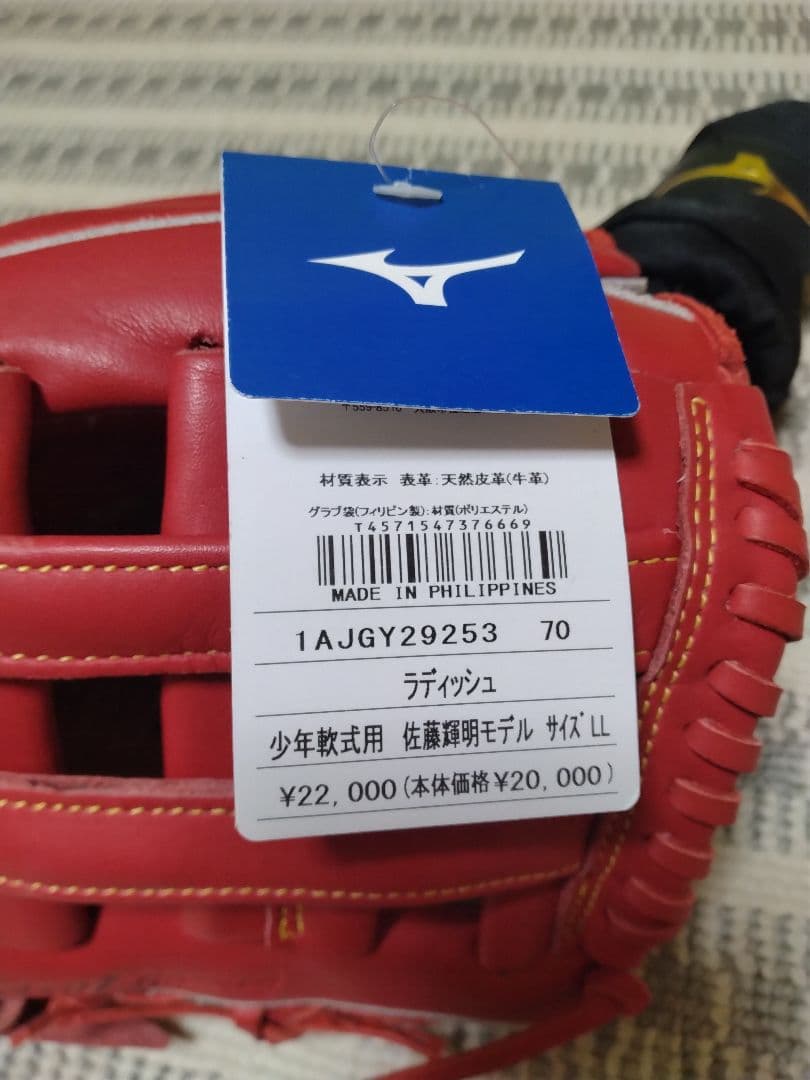 材質表示 表革:天然皮革(牛革)
グラブ袋(フィリピン製):材質(ポリエステル)
T4571547376669
MADE IN PHILIPPINES
1AJGY29253 70
ラディッシュ
少年軟式用 佐藤輝明モデル サイズLL
¥22,000(本体価格¥20,000)